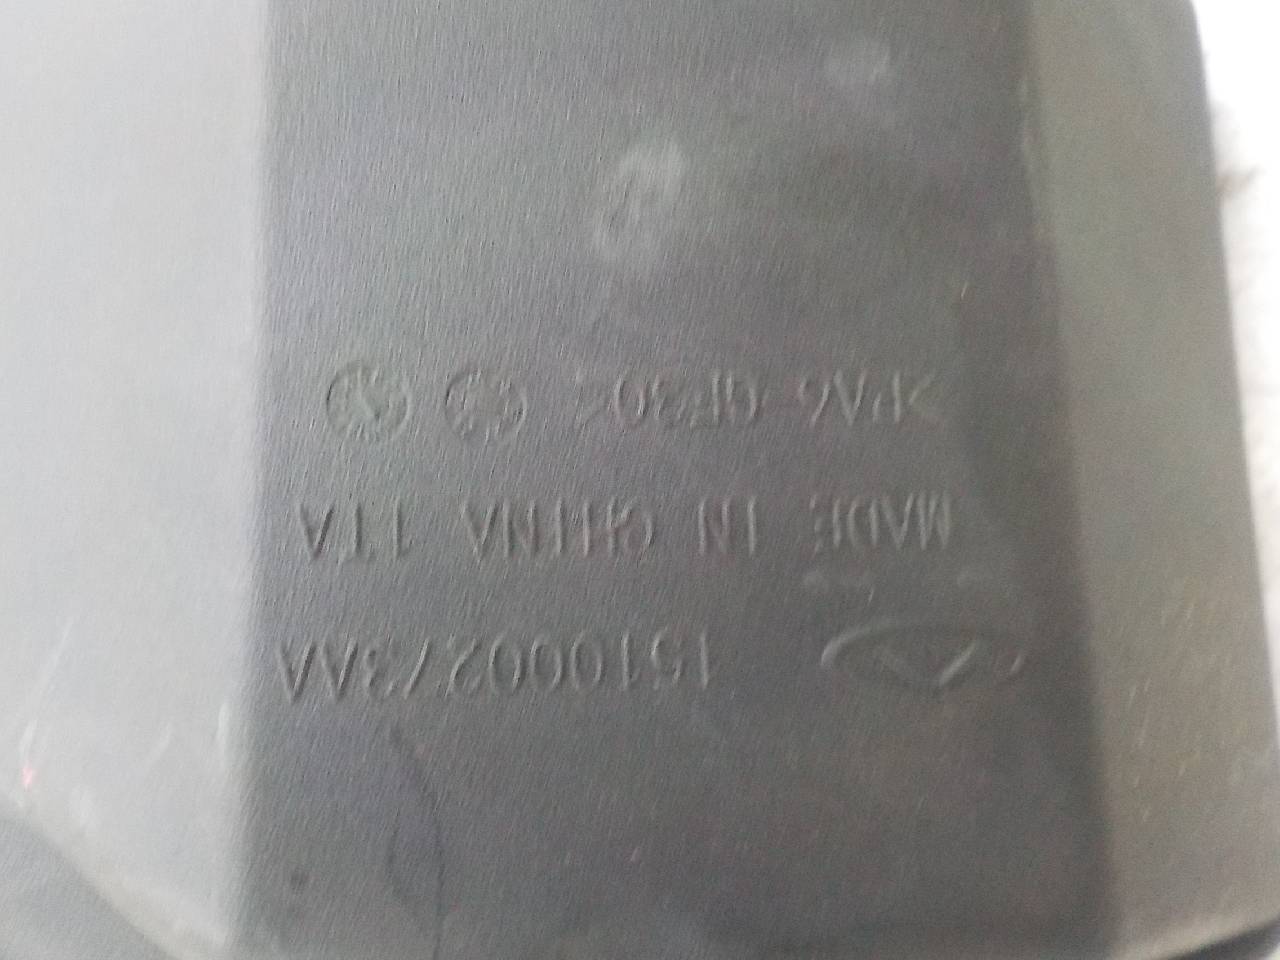 151000273AA
MADE IN CHINA 1TA
>PA6-GF30<